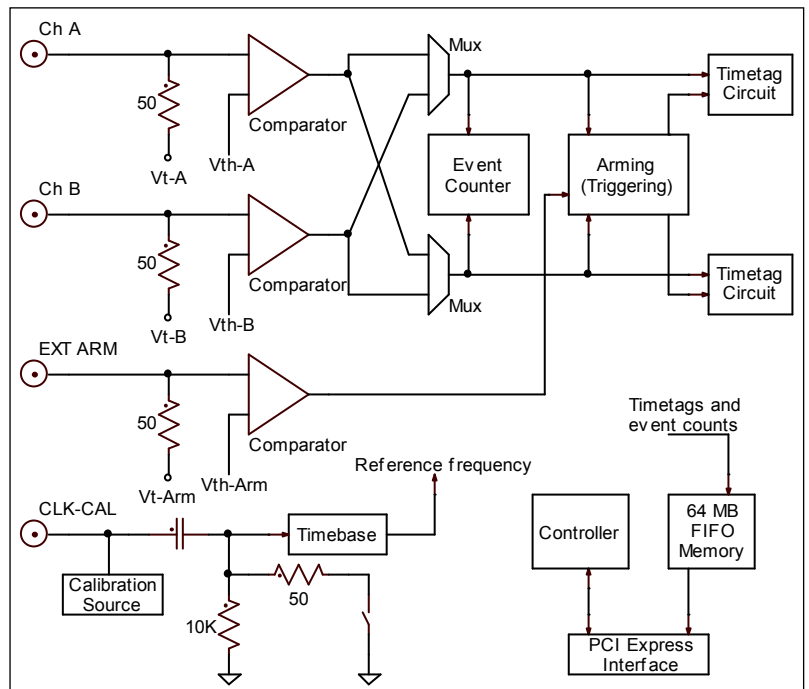 Ch A
Mux
50
Comparator
Vth-A
Vt-A
Timetag
Circuit
Event
Counter
Arming
(Triggering)
Ch B
50
Comparator
Vth-B
Vt-B
Mux
Timetag
Circuit
EXT ARM
50
Comparator
Vth-Arm
Vt-Arm
Timetags and
event counts
Reference frequency
CLK-CAL
Timebase
Controller
64 MB
FIFO
Memory
Calibration
Source
50
10K
PCI Express
Interface